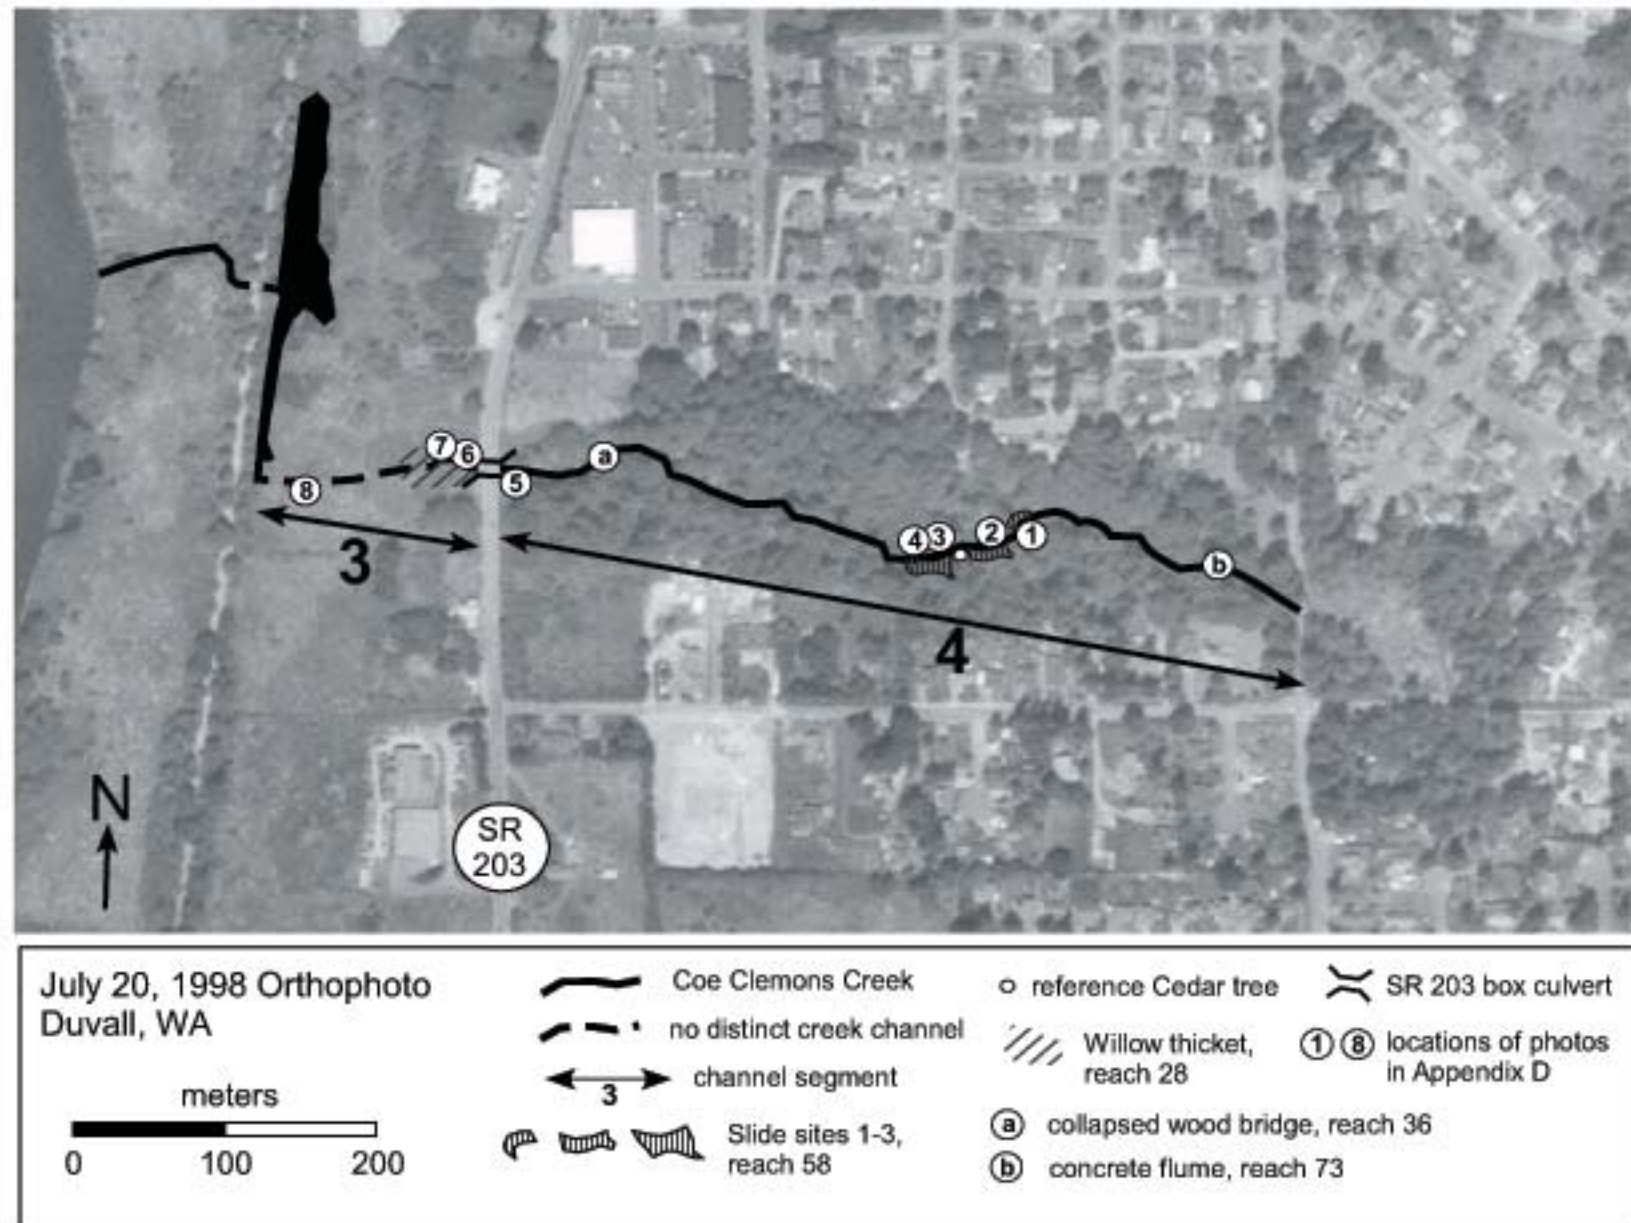 7
6
a
8
5
3
4
3
2
1
b
4
N
SR
203
July 20, 1998 Orthophoto
Duvall, WA
meters
0 100 200
Coe Clemons Creek
no distinct creek channel
channel segment
3
Slide sites 1-3,
reach 58
reference Cedar tree
Willow thicket,
reach 28
a collapsed wood bridge, reach 36
b concrete flume, reach 73
SR 203 box culvert
1 8 locations of photos
in Appendix D